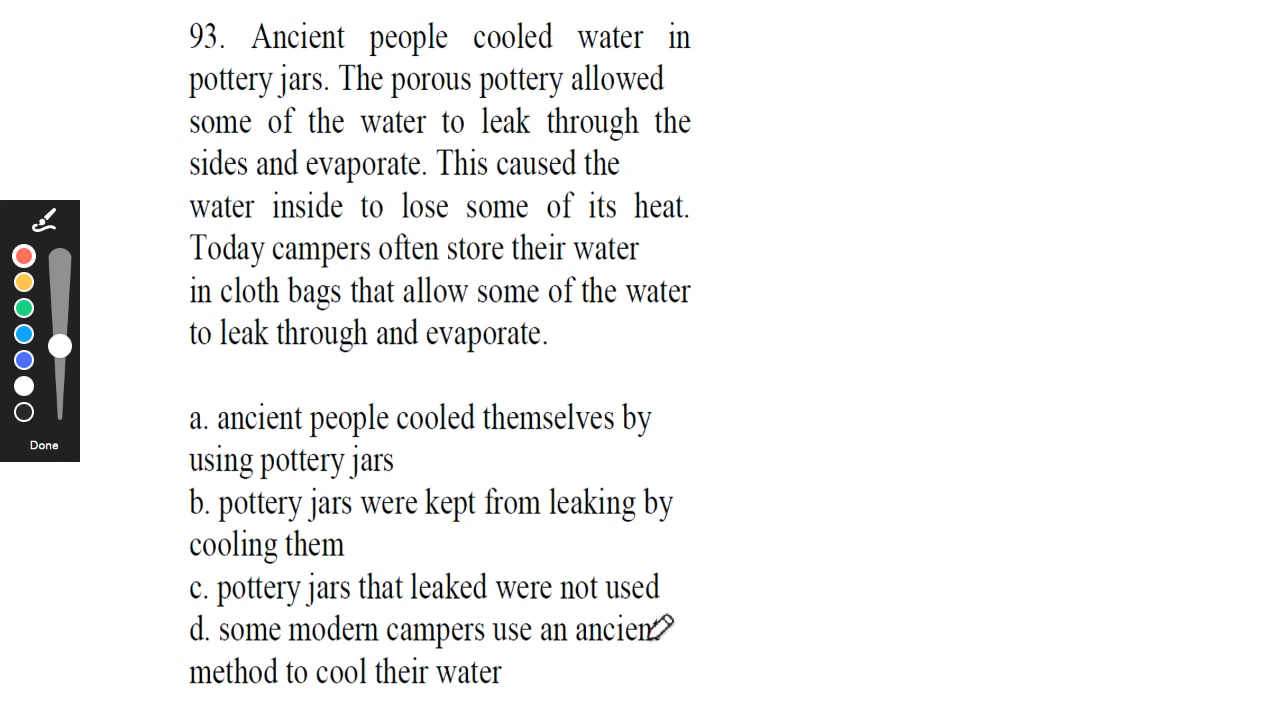 93. Ancient people cooled water in
pottery jars. The porous pottery allowed
some of the water to leak through the
sides and evaporate. This caused the
water inside to lose some of its heat.
Today campers often store their water
in cloth bags that allow some of the water
to leak through and evaporate.
a. ancient people cooled themselves by
using pottery jars
b. pottery jars were kept from leaking by
cooling them
c. pottery jars that leaked were not used
d. some modern campers use an ancient
method to cool their water
Done